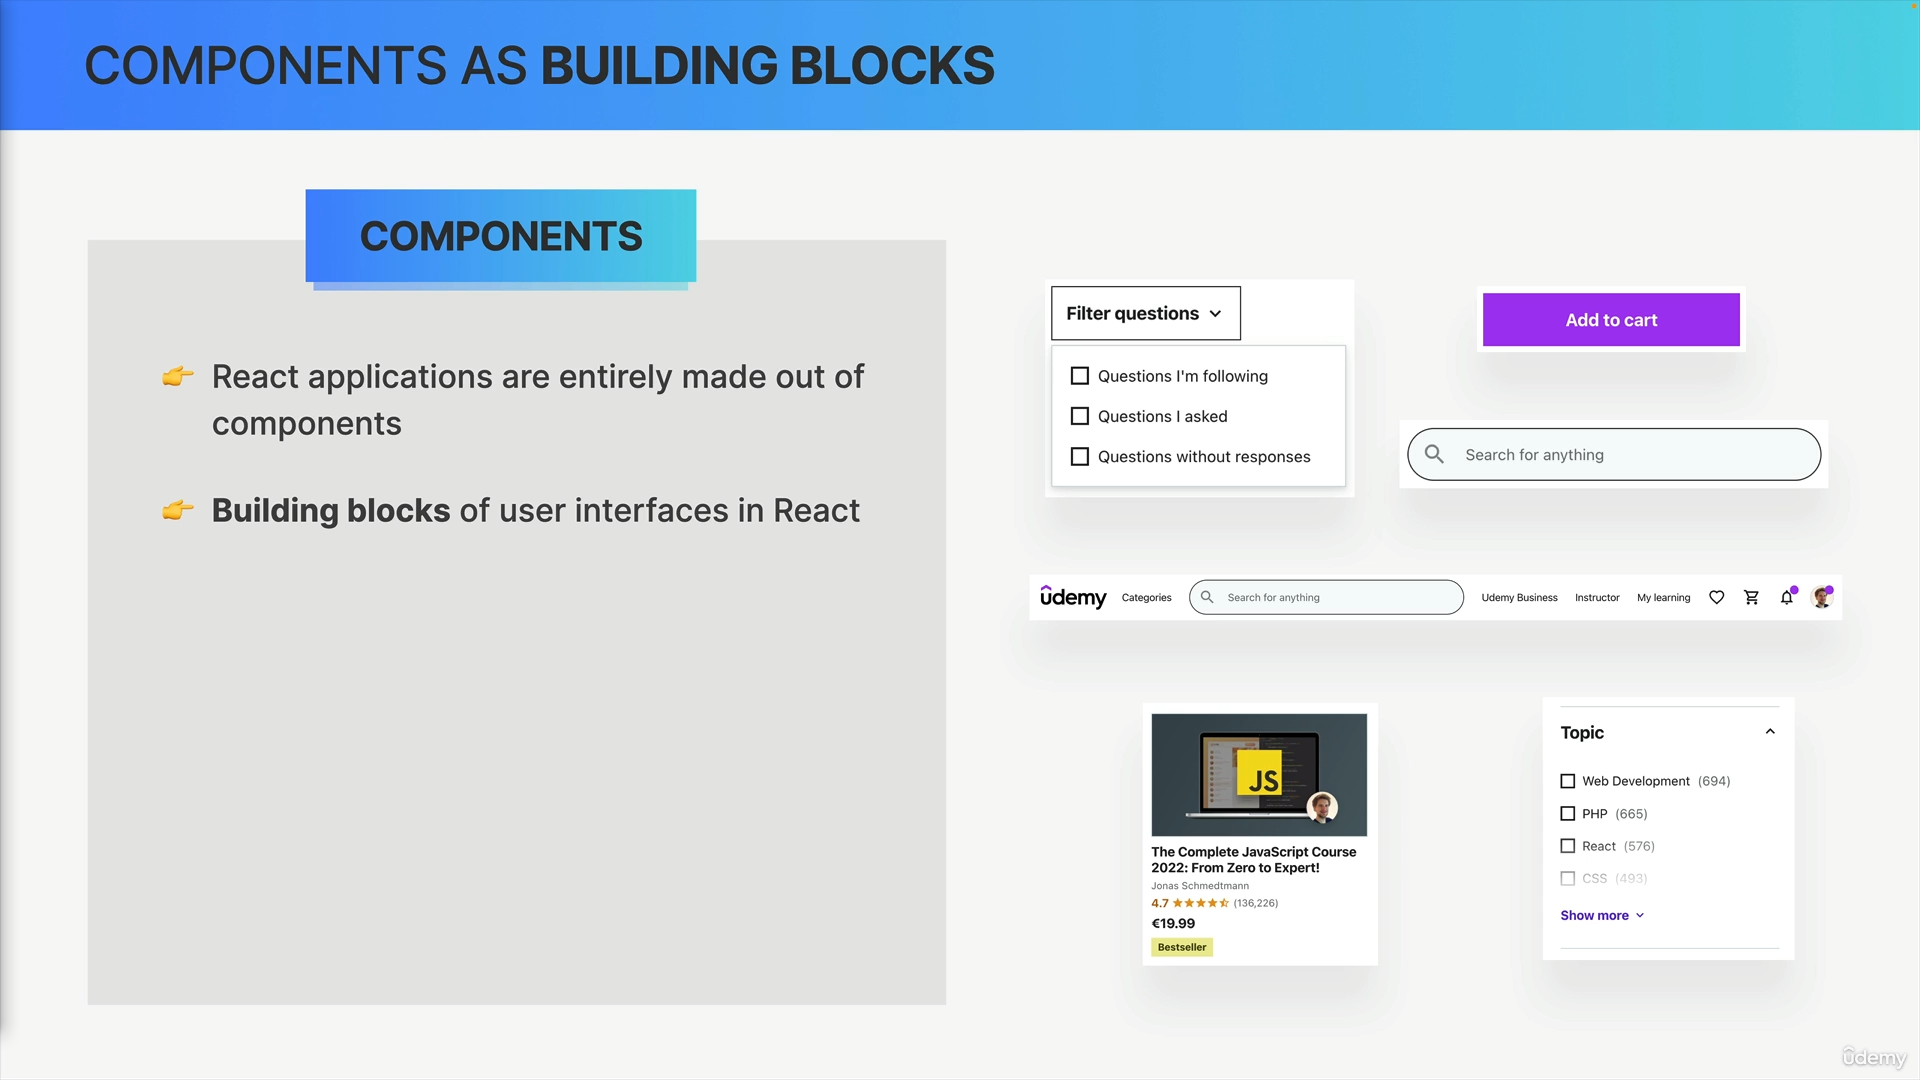 COMPONENTS AS BUILDING BLOCKS
COMPONENTS
👉 React applications are entirely made out of
components
👉 Building blocks of user interfaces in React
Filter questions
Questions I'm following
Questions I asked
Questions without responses
Add to cart
Search for anything
ûdemy Categories Search for anything Udemy Business Instructor My learning
JS
The Complete JavaScript Course
2022: From Zero to Expert!
Jonas Schmedtmann
4.7 (136,226)
€19.99
Bestseller
Topic
Web Development (694)
PHP (665)
React (576)
CSS (493)
Show more
ûdemy